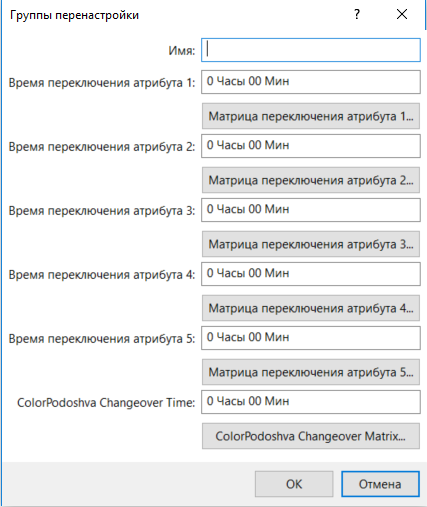 Группы перенастройки ?
Имя:
Время переключения атрибута 1: 0 Часы 00 Мин
Матрица переключения атрибута 1...
Время переключения атрибута 2: 0 Часы 00 Мин
Матрица переключения атрибута 2...
Время переключения атрибута 3: 0 Часы 00 Мин
Матрица переключения атрибута 3...
Время переключения атрибута 4: 0 Часы 00 Мин
Матрица переключения атрибута 4...
Время переключения атрибута 5: 0 Часы 00 Мин
Матрица переключения атрибута 5...
ColorPodoshva Changeover Time: 0 Часы 00 Мин
ColorPodoshva Changeover Matrix...
ОК Отмена